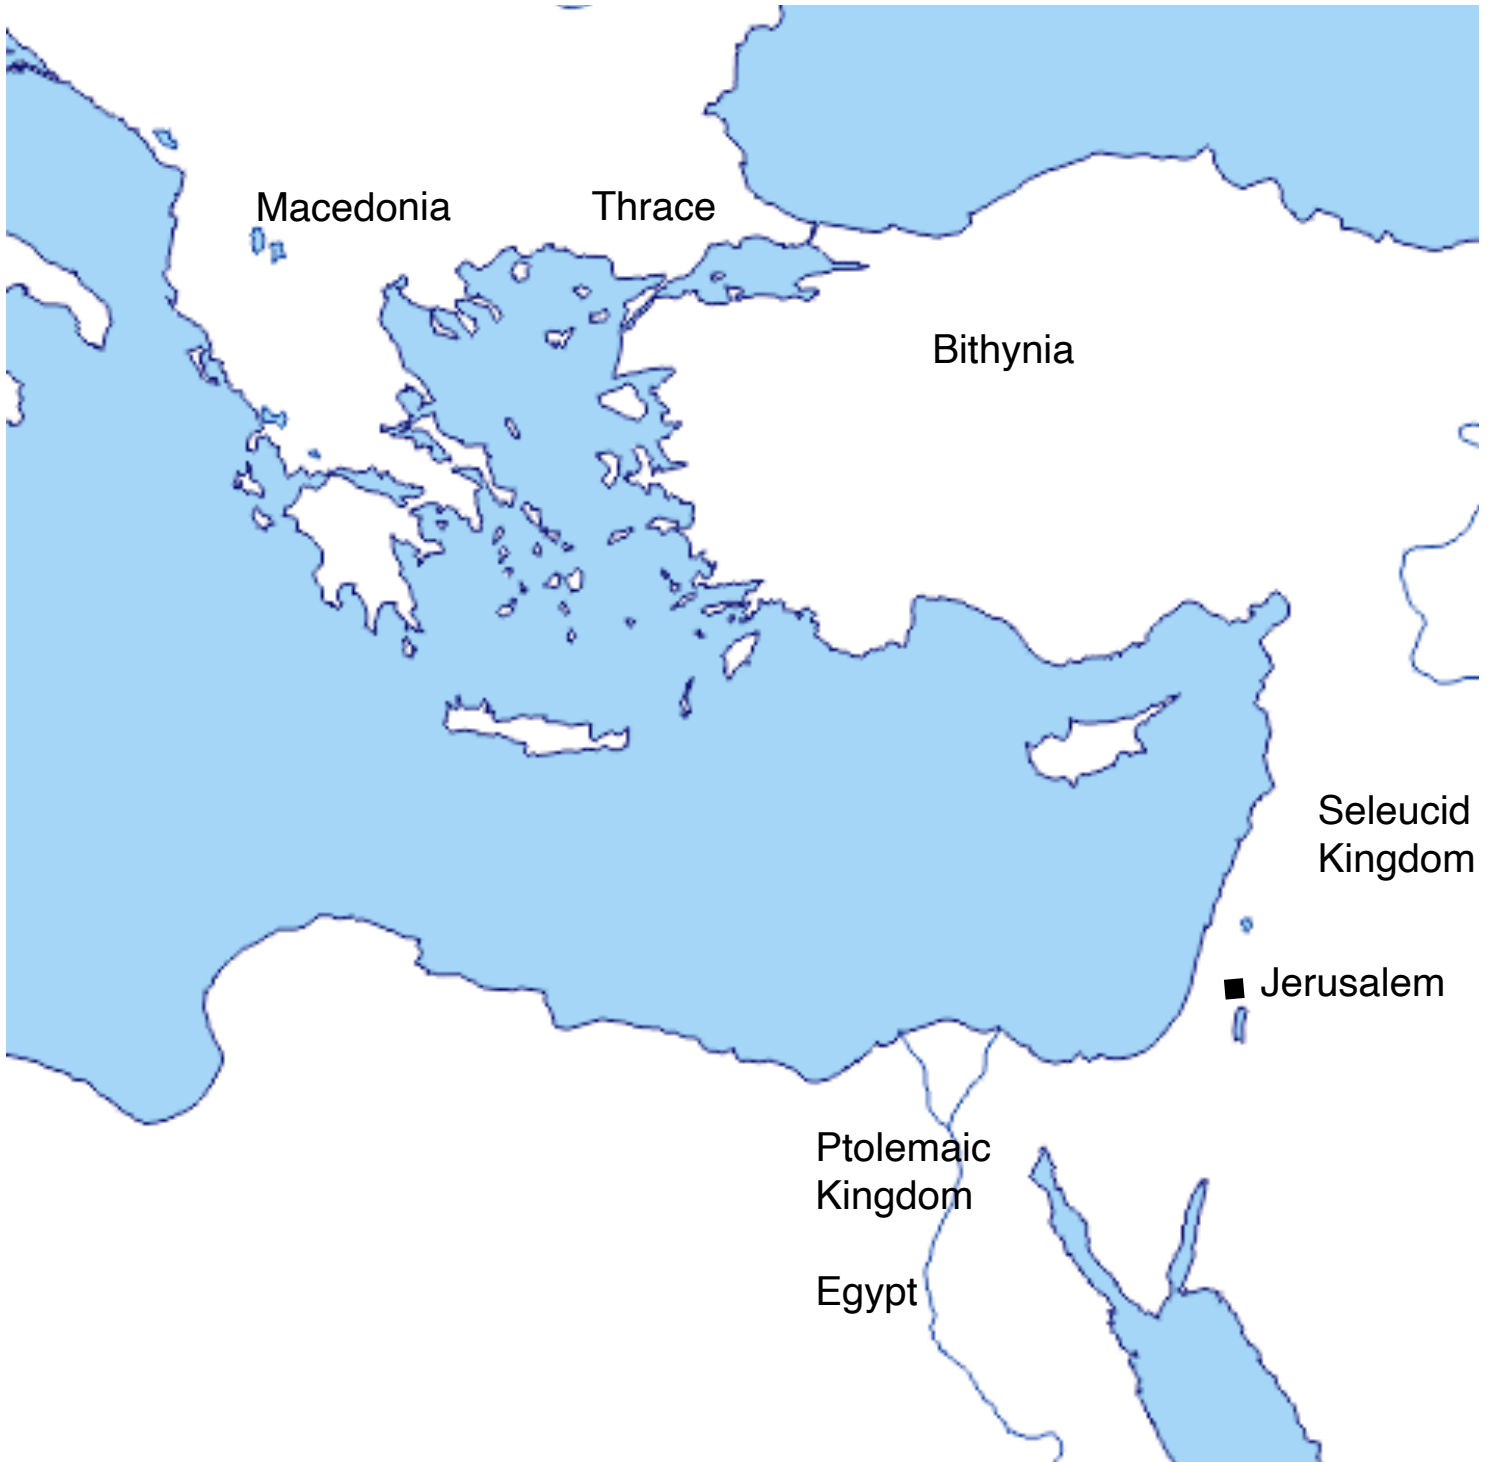 Macedonia
Thrace
Bithynia
Seleucid
Kingdom
Jerusalem
Ptolemaic
Kingdom
Egypt